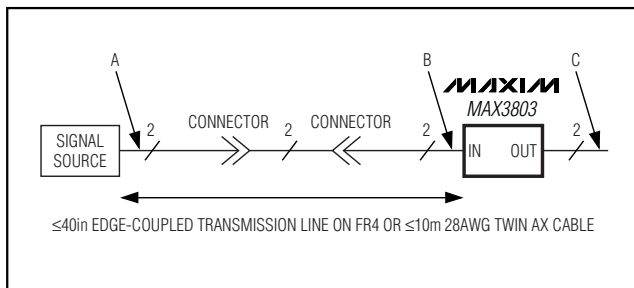 A
B
C
MAXIM
MAX3803
SIGNAL
SOURCE
2
CONNECTOR
2
CONNECTOR
2
IN OUT
2
≤40in EDGE-COUPLED TRANSMISSION LINE ON FR4 OR ≤10m 28AWG TWIN AX CABLE